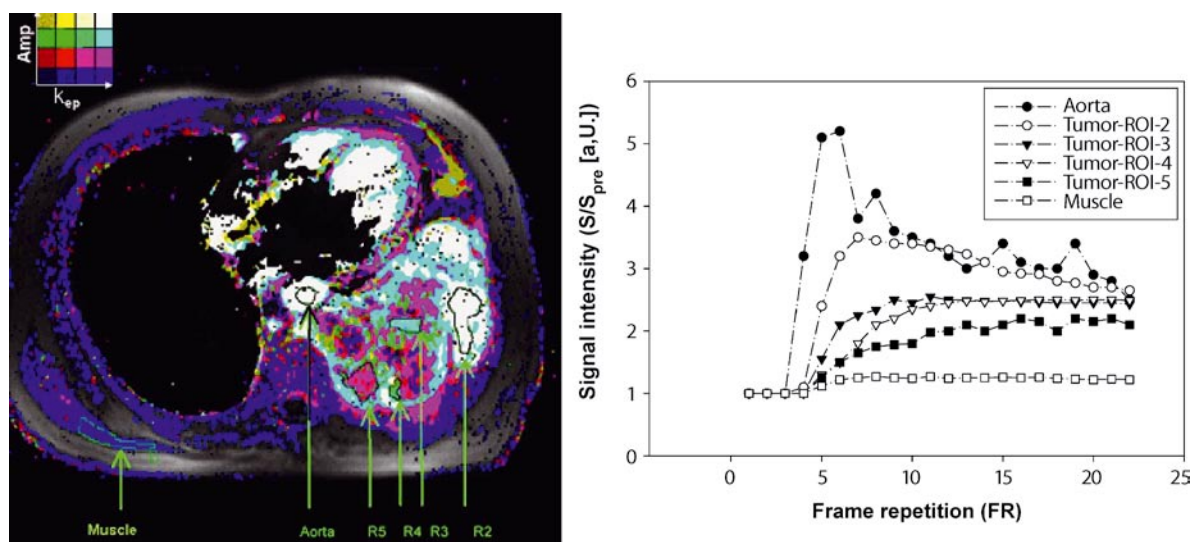 Amp
Kep
Muscle
Aorta
R5
R4
R3
R2
Signal intensity (S/Spre [a,U.])
6
5
4
3
2
1
0
0
5
10
15
20
25
Frame repetition (FR)
Aorta
Tumor-ROI-2
Tumor-ROI-3
Tumor-ROI-4
Tumor-ROI-5
Muscle